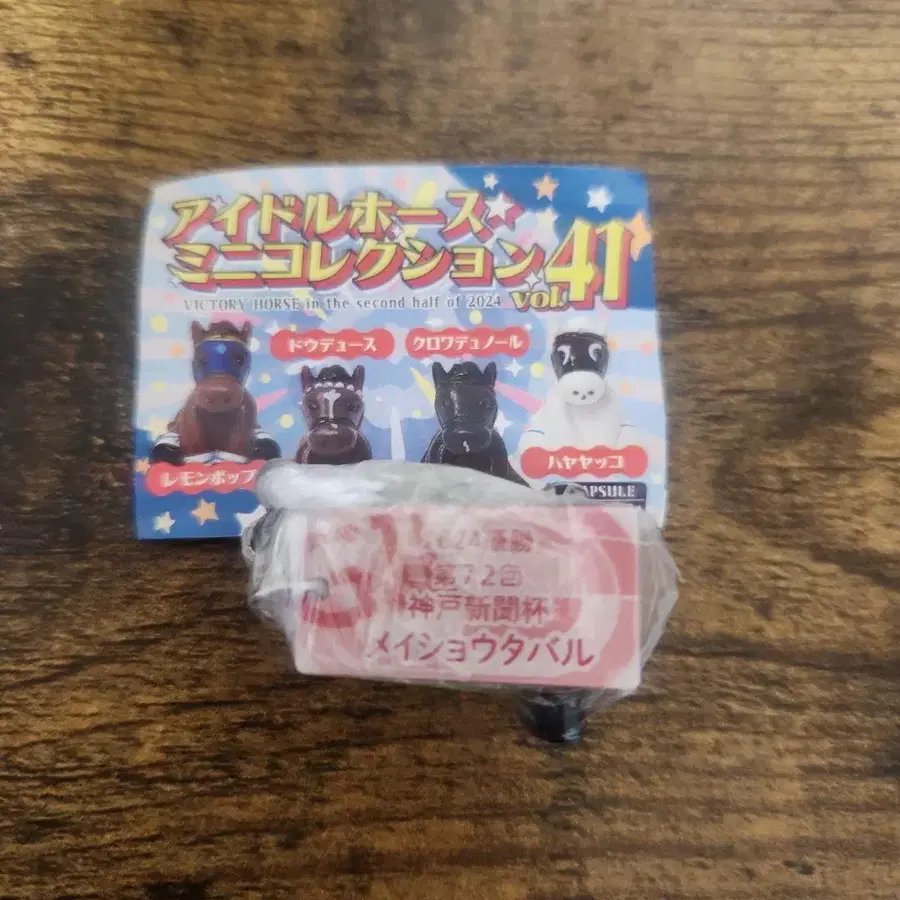 アイドルホース
ミニコレクション vol.41
VICTORY HORSE in the second half of 2024
ドウデュース
クロワデュノール
レモンポップ
ハヤヤッコ
CAPSULE
第72回
神戸新聞杯
メイショウタバル